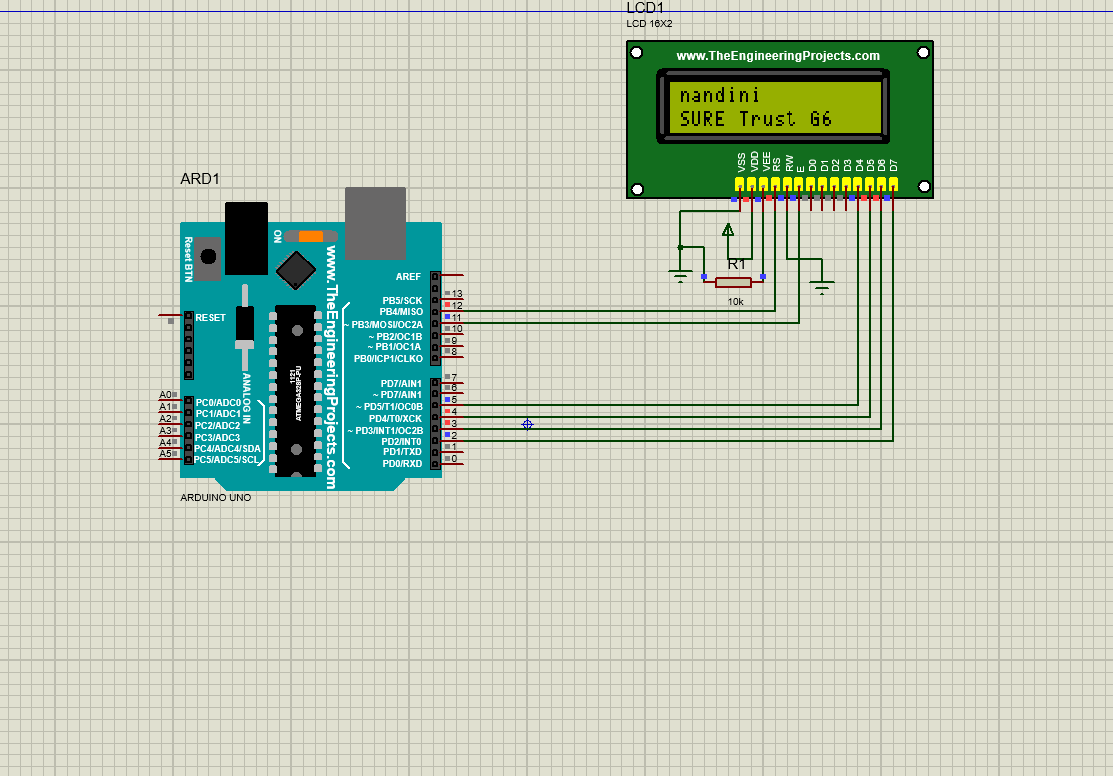 LCD1
LCD 16X2
www.TheEngineeringProjects.com
nandini
SURE Trust G6
VSS
VDD
VEE
RS
RW
E
D0
D1
D2
D3
D4
D5
D6
D7
R1
10k
ARD1
Reset BTN
ON
www.TheEngineeringProjects.com
1121
ATMEGA328P-PU
ANALOG IN
RESET
A0
A1
A2
A3
A4
A5
PC0/ADC0
PC1/ADC1
PC2/ADC2
PC3/ADC3
PC4/ADC4/SDA
PC5/ADC5/SCL
AREF
PB5/SCK 13
PB4/MISO 12
~ PB3/MOSI/OC2A 11
~ PB2/OC1B 10
~ PB1/OC1A 9
PB0/ICP1/CLKO 8
PD7/AIN1 7
~ PD7/AIN1 6
~ PD5/T1/OC0B 5
PD4/T0/XCK 4
~ PD3/INT1/OC2B 3
PD2/INT0 2
PD1/TXD 1
PD0/RXD 0
ARDUINO UNO